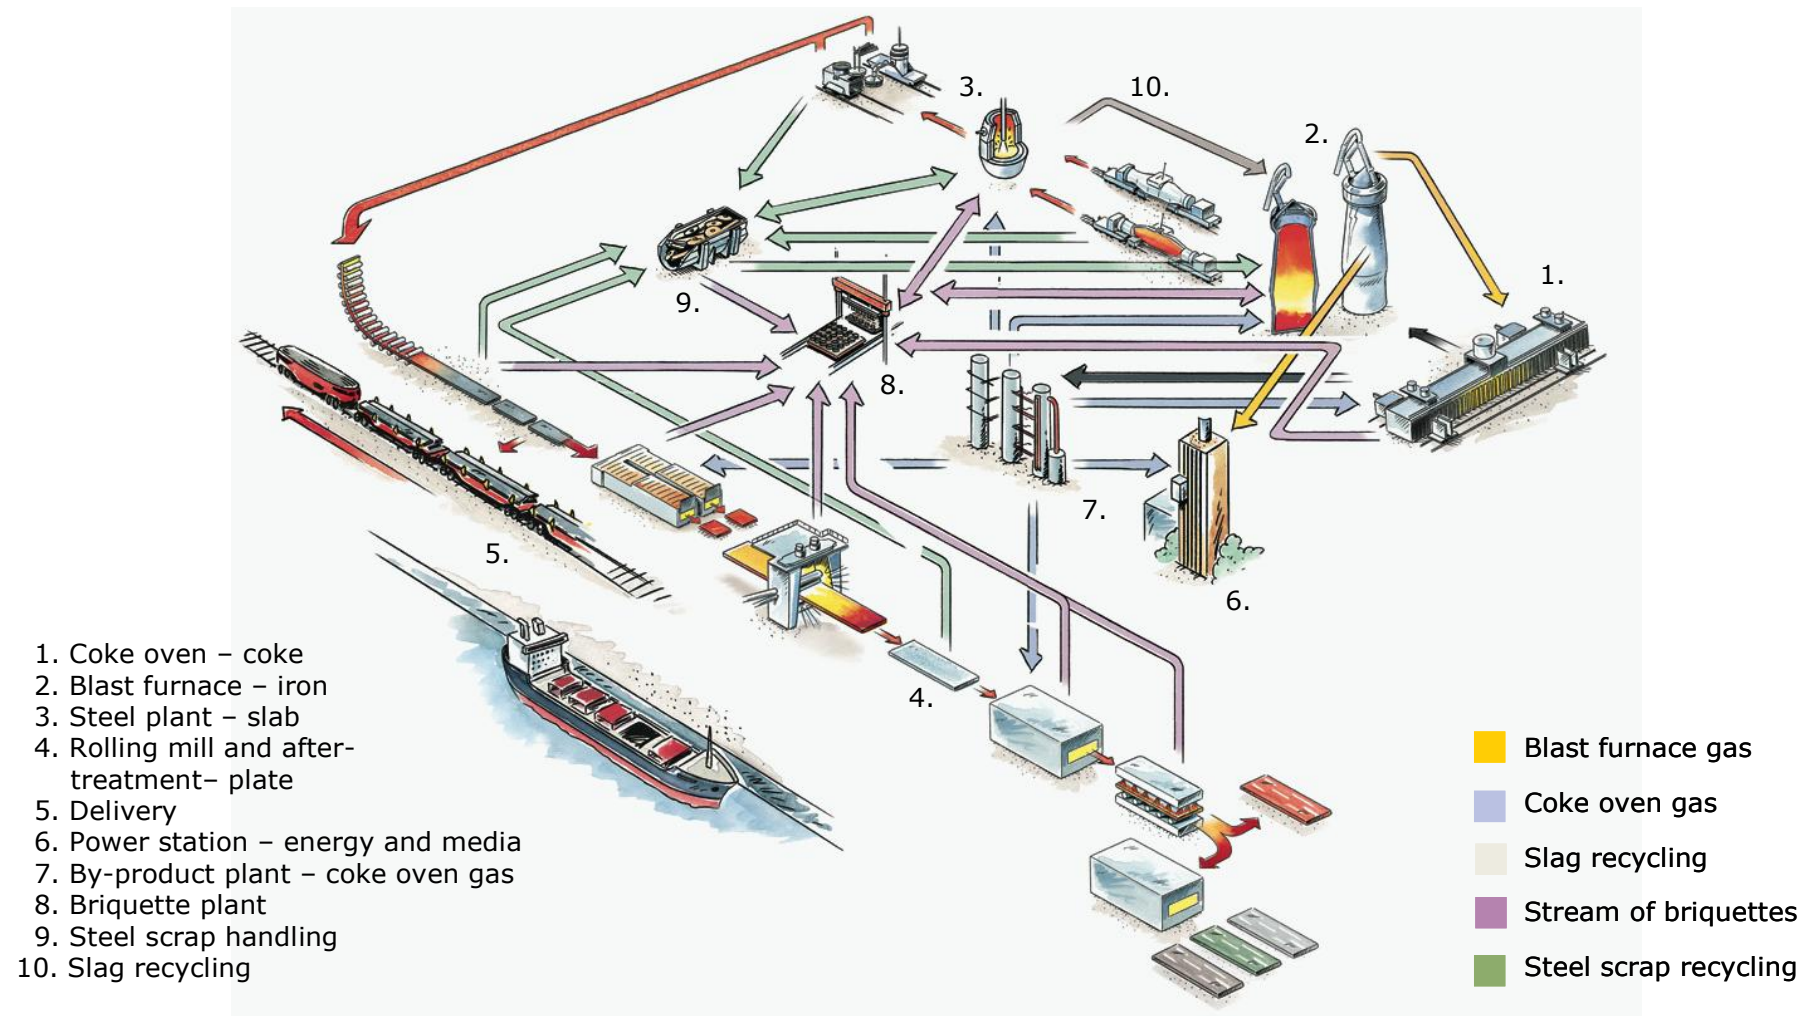 3.
10.
2.
1.
9.
8.
7.
5.
6.
4.
1. Coke oven – coke
2. Blast furnace – iron
3. Steel plant – slab
4. Rolling mill and after-
treatment– plate
5. Delivery
6. Power station – energy and media
7. By-product plant – coke oven gas
8. Briquette plant
9. Steel scrap handling
10. Slag recycling
Blast furnace gas
Coke oven gas
Slag recycling
Stream of briquettes
Steel scrap recycling